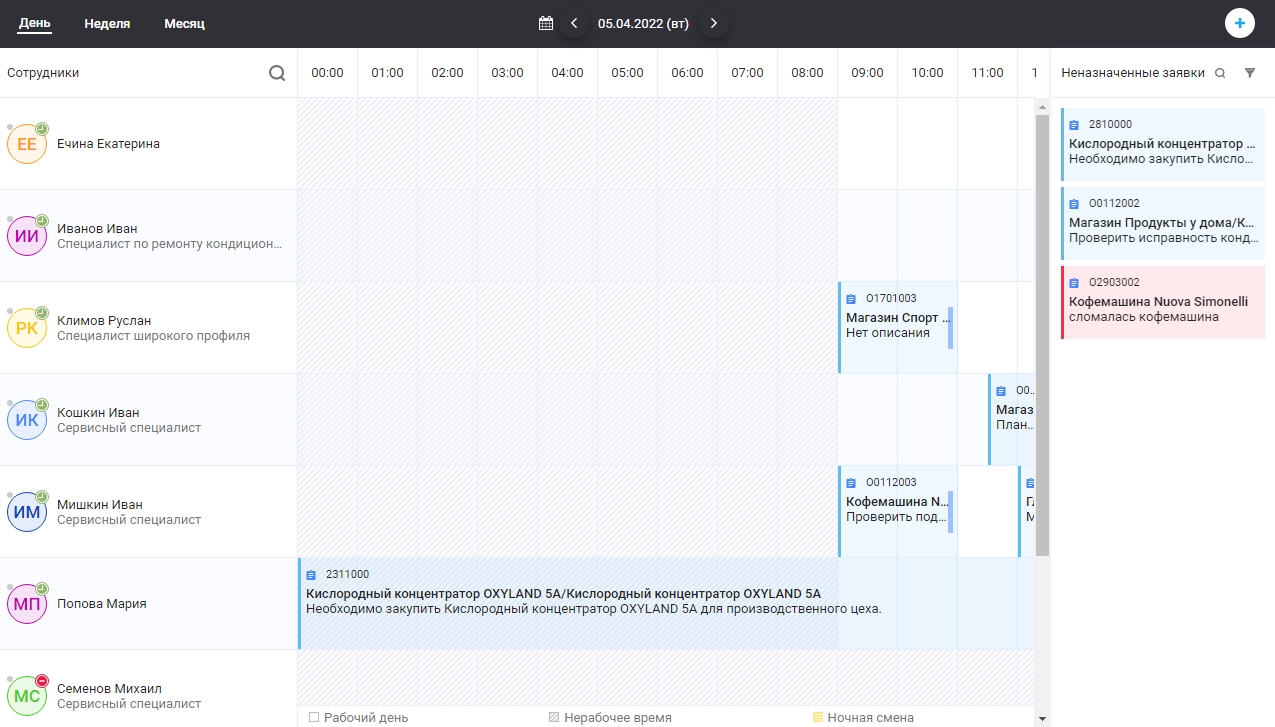 День Неделя Месяц 05.04.2022 (вт)
Сотрудники 00:00 01:00 02:00 03:00 04:00 05:00 06:00 07:00 08:00 09:00 10:00 11:00 1 Неназначенные заявки
ЕЕ Ечина Екатерина
ИИ Иванов Иван
Специалист по ремонту кондицион...
РК Климов Руслан
Специалист широкого профиля
О1701003
Магазин Спорт ...
Нет описания
ИК Кошкин Иван
Сервисный специалист
О0...
Магаз
План...
ИМ Мишкин Иван
Сервисный специалист
О0112003
Кофемашина N...
Проверить под...
МП Попова Мария
2311000
Кислородный концентратор OXYLAND 5A/Кислородный концентратор OXYLAND 5A
Необходимо закупить Кислородный концентратор OXYLAND 5A для производственного цеха.
МС Семенов Михаил
Сервисный специалист
Рабочий день Нерабочее время Ночная смена
2810000
Кислородный концентратор ...
Необходимо закупить Кисло...
О0112002
Магазин Продукты у дома/К...
Проверить исправность конд...
О2903002
Кофемашина Nuova Simonelli
сломалась кофемашина